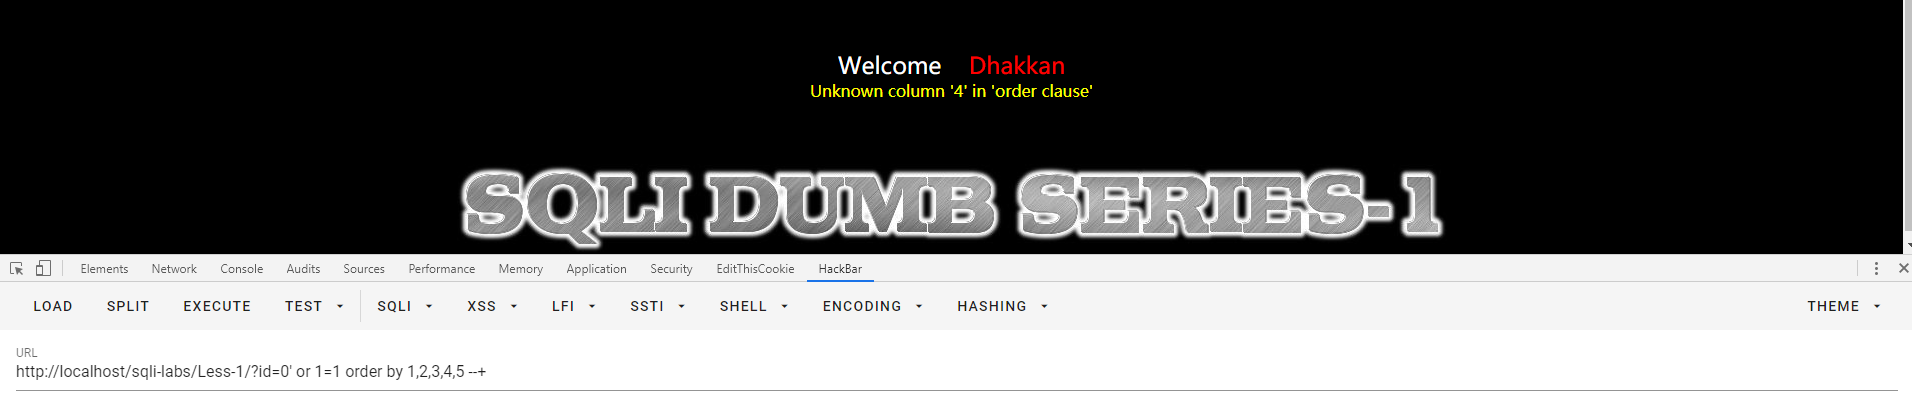 Welcome Dhakkan
Unknown column '4' in 'order clause'
SQLI DUMB SERIES-1
Elements Network Console Audits Sources Performance Memory Application Security EditThisCookie HackBar
LOAD SPLIT EXECUTE TEST SQLI XSS LFI SSTI SHELL ENCODING HASHING THEME
URL
http://localhost/sqli-labs/Less-1/?id=0' or 1=1 order by 1,2,3,4,5 --+